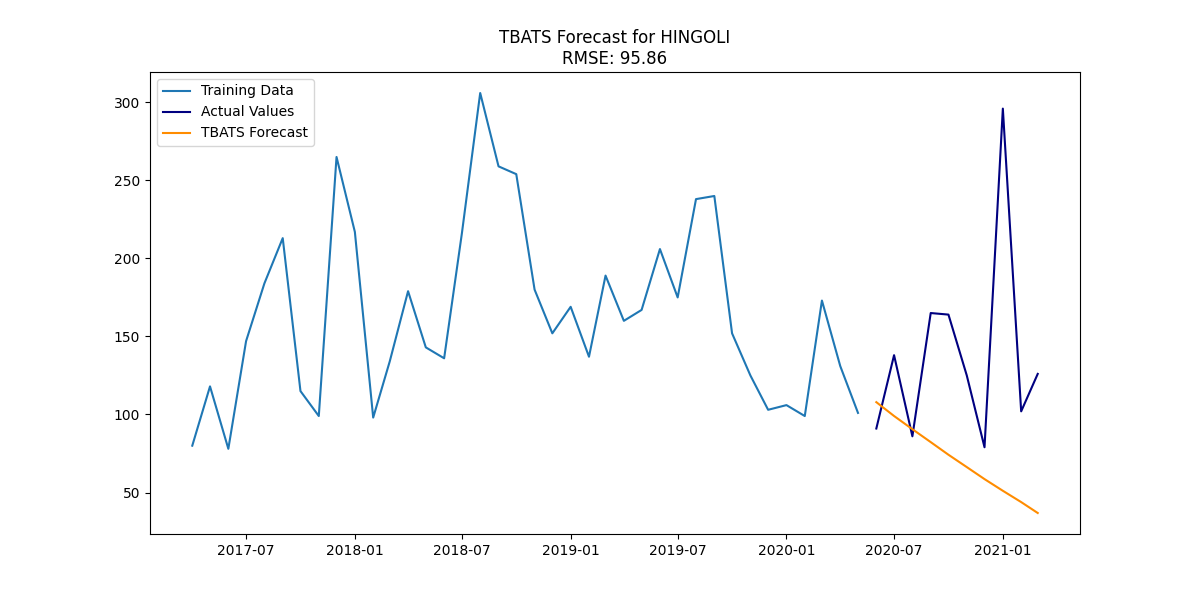 TBATS Forecast for HINGOLI
RMSE: 95.86
Training Data
Actual Values
TBATS Forecast
300
250
200
150
100
50
2017-07
2018-01
2018-07
2019-01
2019-07
2020-01
2020-07
2021-01